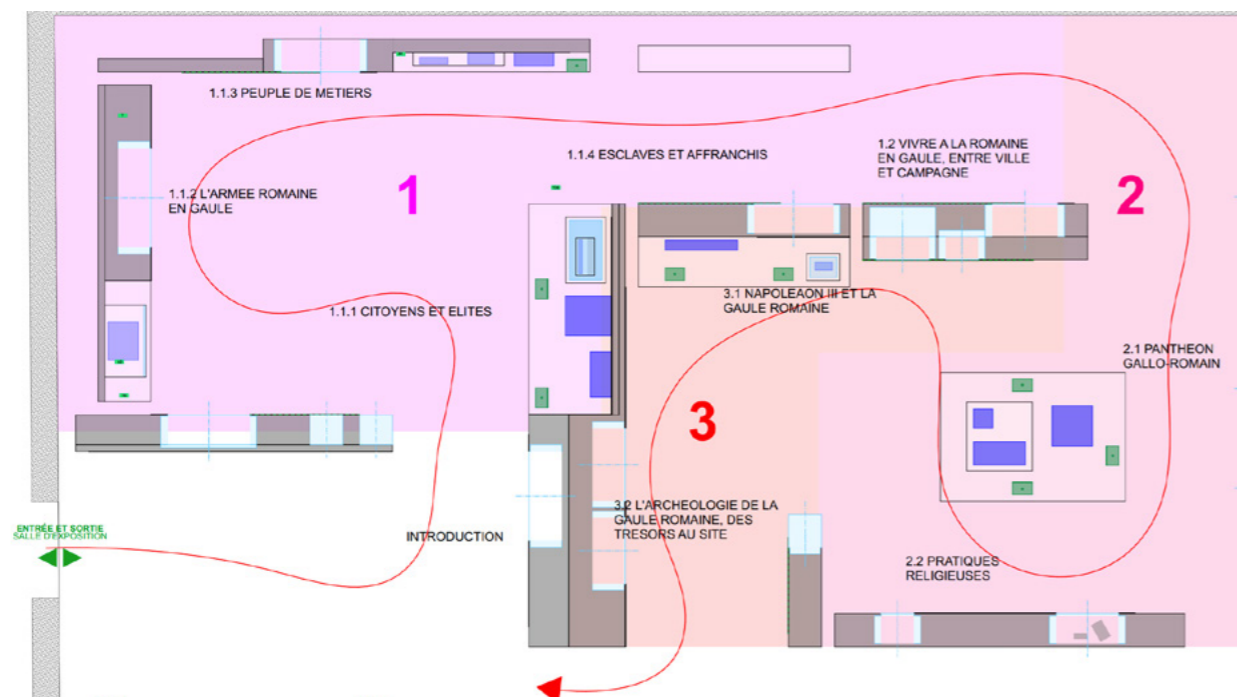 1.1.3 PEUPLE DE METIERS
1.1.4 ESCLAVES ET AFFRANCHIS
1.2 VIVRE A LA ROMAINE
EN GAULE, ENTRE VILLE
ET CAMPAGNE
1.1.2 L'ARMEE ROMAINE
EN GAULE
1
2
1.1.1 CITOYENS ET ELITES
3.1 NAPOLEAON III ET LA
GAULE ROMAINE
2.1 PANTHEON
GALLO-ROMAIN
3
3.2 L'ARCHEOLOGIE DE LA
GAULE ROMAINE, DES
TRESORS AU SITE
ENTRÉE ET SORTIE
SALLE D'EXPOSITION
INTRODUCTION
2.2 PRATIQUES
RELIGIEUSES